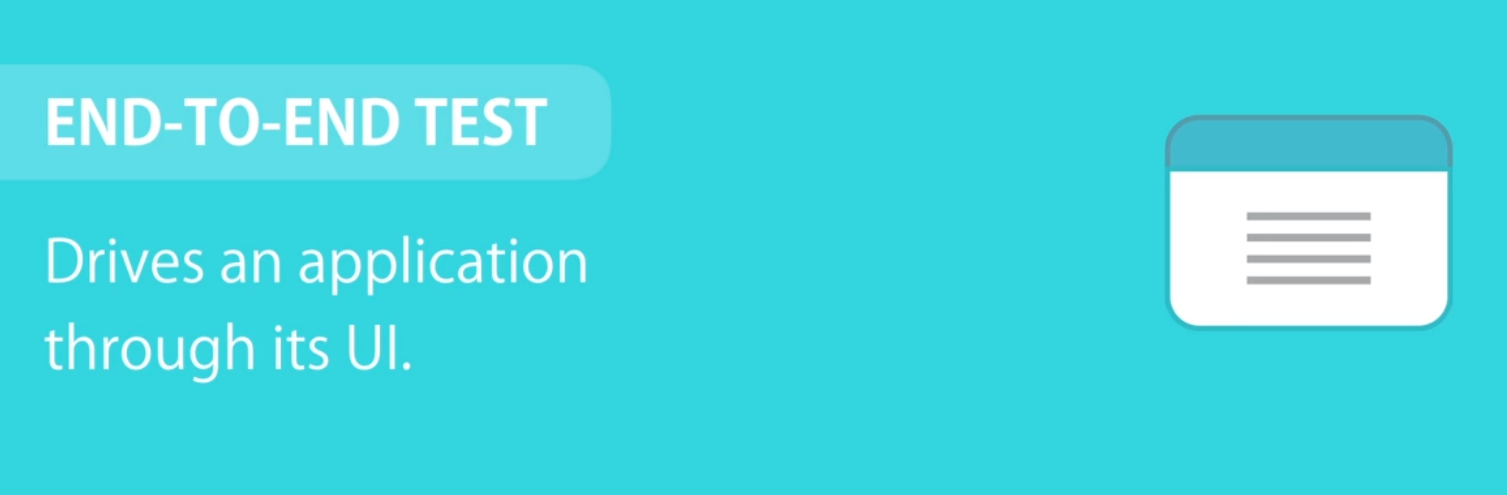 END-TO-END TEST
Drives an application
through its UI.